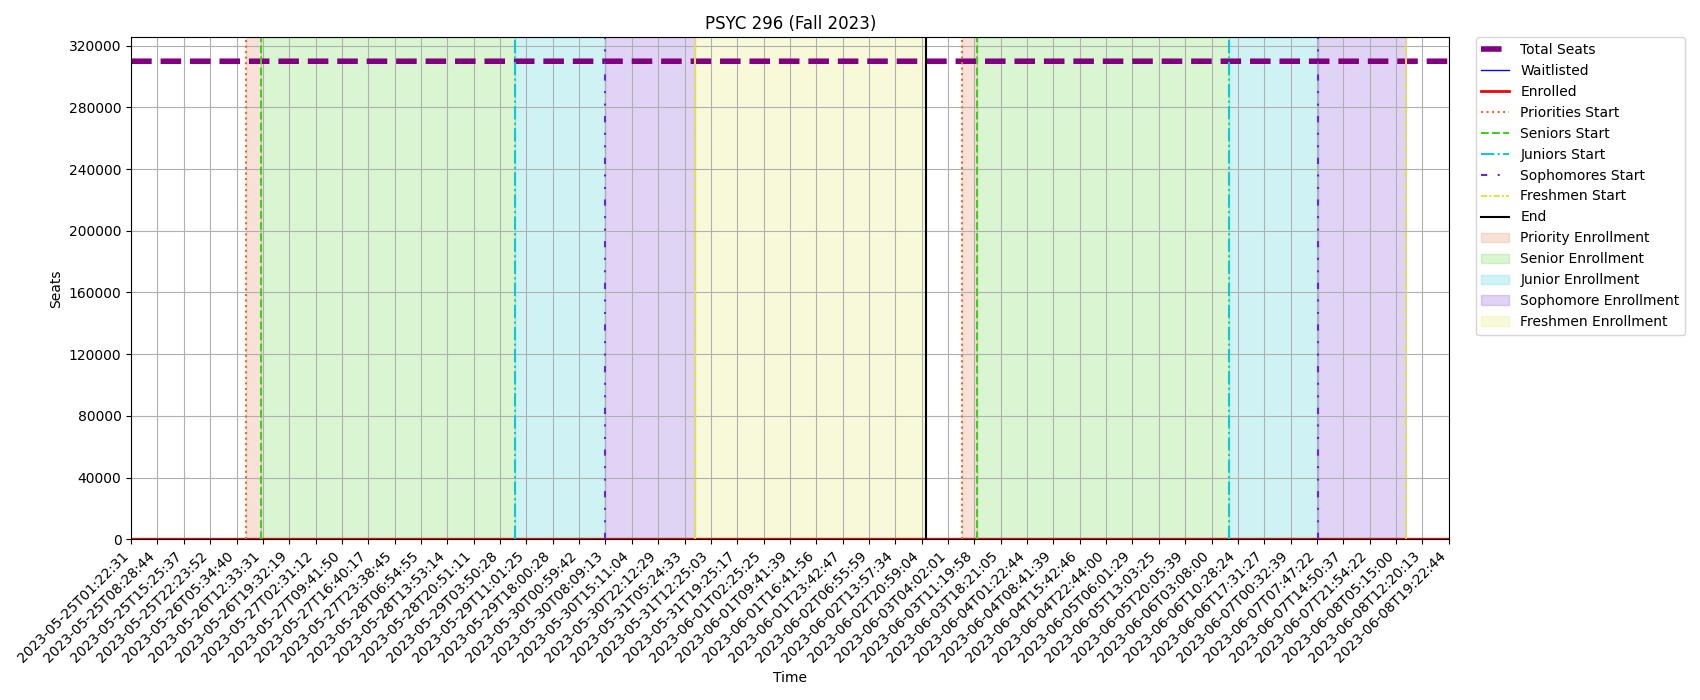 PSYC 296 (Fall 2023)
Seats
320000
280000
240000
200000
160000
120000
80000
40000
0
2023-05-25T01:22:31
2023-05-25T08:28:44
2023-05-25T15:25:37
2023-05-25T22:23:52
2023-05-26T05:34:40
2023-05-26T12:33:31
2023-05-26T19:32:19
2023-05-27T02:31:12
2023-05-27T09:41:50
2023-05-27T16:40:17
2023-05-27T23:38:45
2023-05-28T06:54:55
2023-05-28T13:53:14
2023-05-28T20:51:11
2023-05-29T03:50:28
2023-05-29T11:01:25
2023-05-29T18:00:28
2023-05-30T00:59:42
2023-05-30T08:09:13
2023-05-30T15:11:04
2023-05-30T22:12:29
2023-05-31T05:24:33
2023-05-31T12:25:03
2023-05-31T19:25:17
2023-06-01T02:25:25
2023-06-01T09:41:39
2023-06-01T16:41:56
2023-06-01T23:42:47
2023-06-02T06:55:59
2023-06-02T13:57:34
2023-06-02T20:59:04
2023-06-03T04:02:01
2023-06-03T11:19:58
2023-06-03T18:21:05
2023-06-04T01:22:44
2023-06-04T08:41:39
2023-06-04T15:42:46
2023-06-04T22:44:00
2023-06-05T06:01:29
2023-06-05T13:03:25
2023-06-05T20:05:39
2023-06-06T03:08:00
2023-06-06T10:28:24
2023-06-06T17:31:27
2023-06-07T00:32:39
2023-06-07T07:47:22
2023-06-07T14:50:37
2023-06-07T21:54:22
2023-06-08T05:15:00
2023-06-08T12:20:13
2023-06-08T19:22:44
Time
Total Seats
Waitlisted
Enrolled
Priorities Start
Seniors Start
Juniors Start
Sophomores Start
Freshmen Start
End
Priority Enrollment
Senior Enrollment
Junior Enrollment
Sophomore Enrollment
Freshmen Enrollment